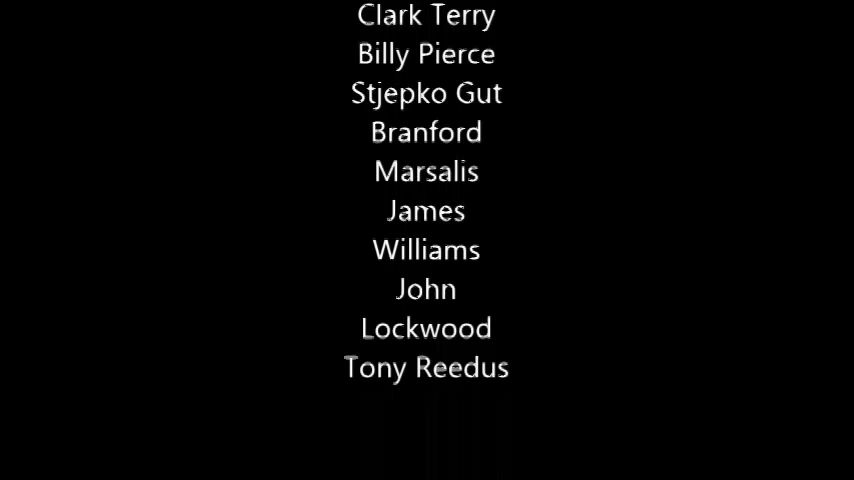 Clark Terry
Billy Pierce
Stjepko Gut
Branford
Marsalis
James
Williams
John
Lockwood
Tony Reedus